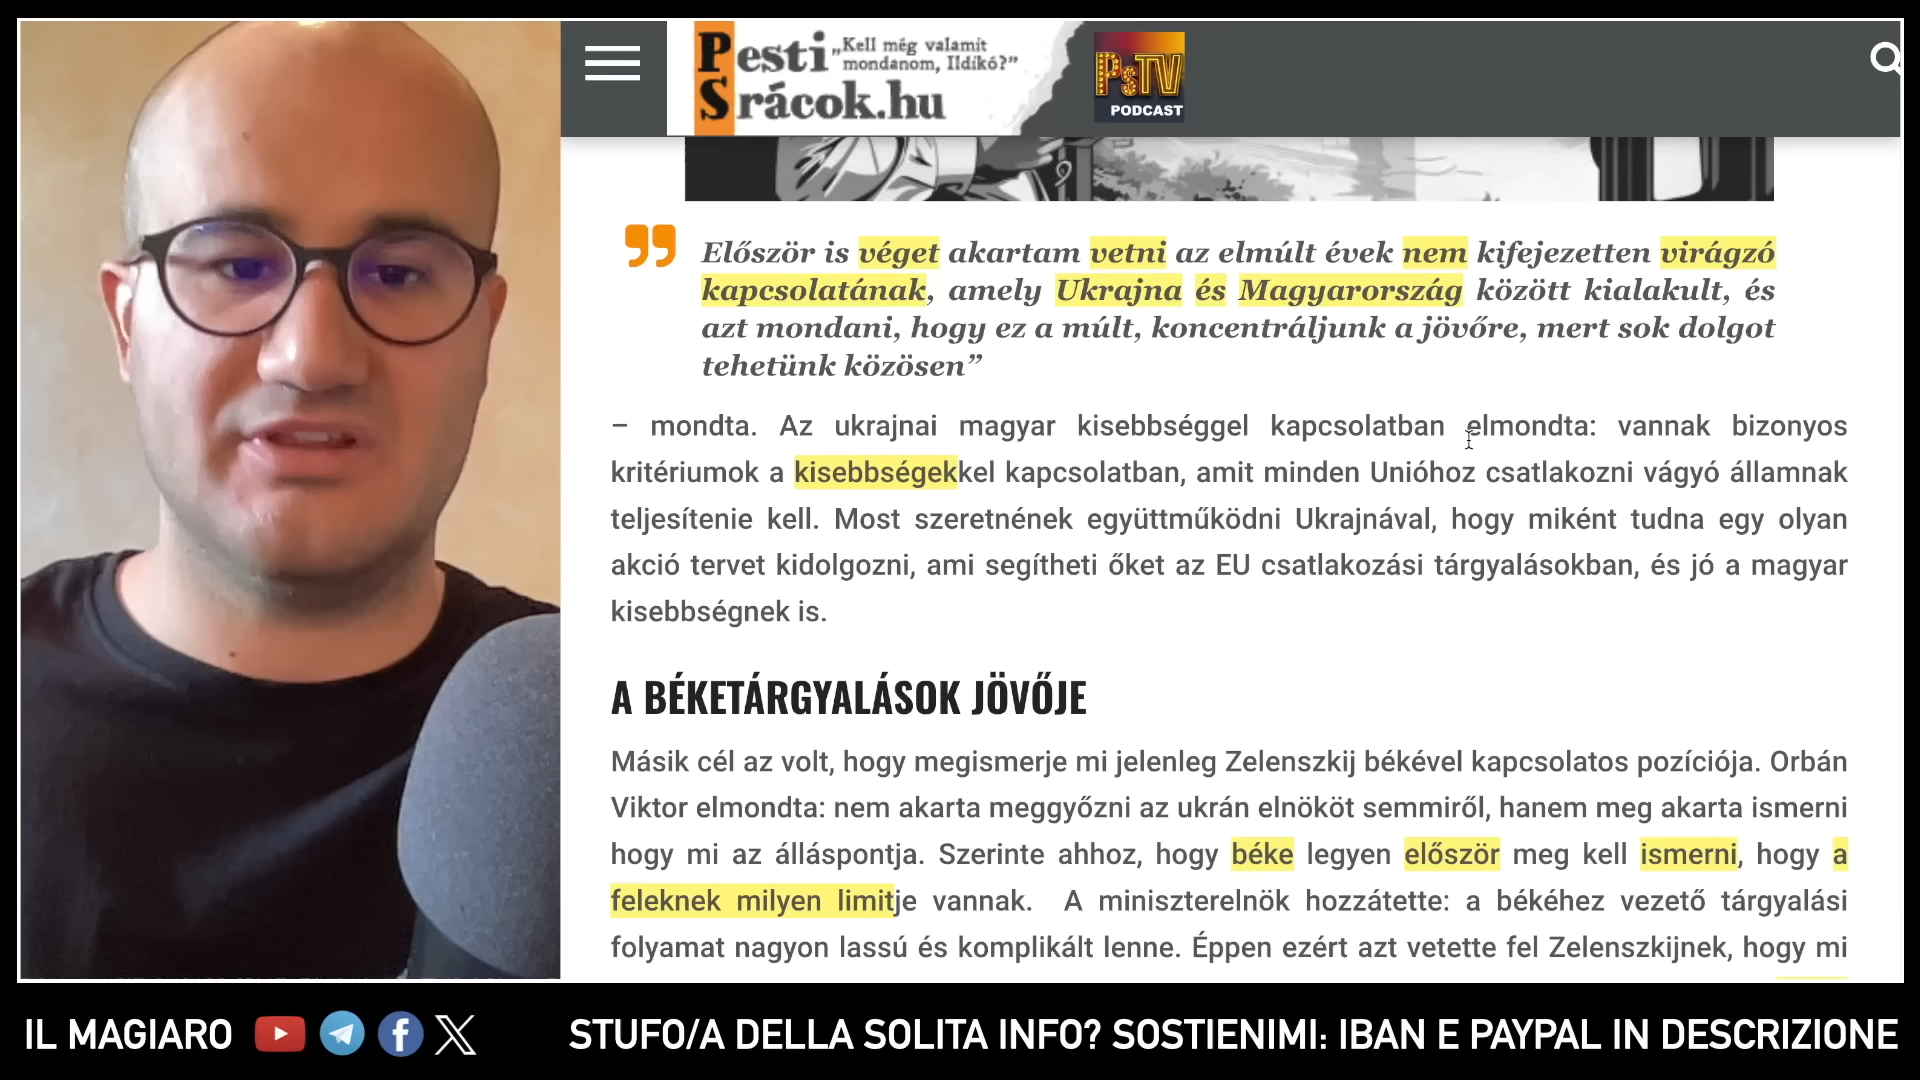 Pesti
Srácok.hu
„Kell még valamit
mondanom, Ildikó?”
PsTV
PODCAST
Először is véget akartam vetni az elmúlt évek nem kifejezetten virágzó
kapcsolatának, amely Ukrajna és Magyarország között kialakult, és
azt mondani, hogy ez a múlt, koncentráljunk a jövőre, mert sok dolgot
tehetünk közösen”
– mondta. Az ukrajnai magyar kisebbséggel kapcsolatban elmondta: vannak bizonyos
kritériumok a kisebbségekkel kapcsolatban, amit minden Unióhoz csatlakozni vágyó államnak
teljesítenie kell. Most szeretnének együttműködni Ukrajnával, hogy miként tudna egy olyan
akció tervet kidolgozni, ami segítheti őket az EU csatlakozási tárgyalásokban, és jó a magyar
kisebbségnek is.
A BÉKETÁRGYALÁSOK JÖVŐJE
Másik cél az volt, hogy megismerje mi jelenleg Zelenszkij békével kapcsolatos pozíciója. Orbán
Viktor elmondta: nem akarta meggyőzni az ukrán elnököt semmiről, hanem meg akarta ismerni
hogy mi az álláspontja. Szerinte ahhoz, hogy béke legyen először meg kell ismerni, hogy a
feleknek milyen limitje vannak. A miniszterelnök hozzátette: a békéhez vezető tárgyalási
folyamat nagyon lassú és komplikált lenne. Éppen ezért azt vetette fel Zelenszkijnek, hogy mi
IL MAGIARO
STUFO/A DELLA SOLITA INFO? SOSTIENIMI: IBAN E PAYPAL IN DESCRIZIONE